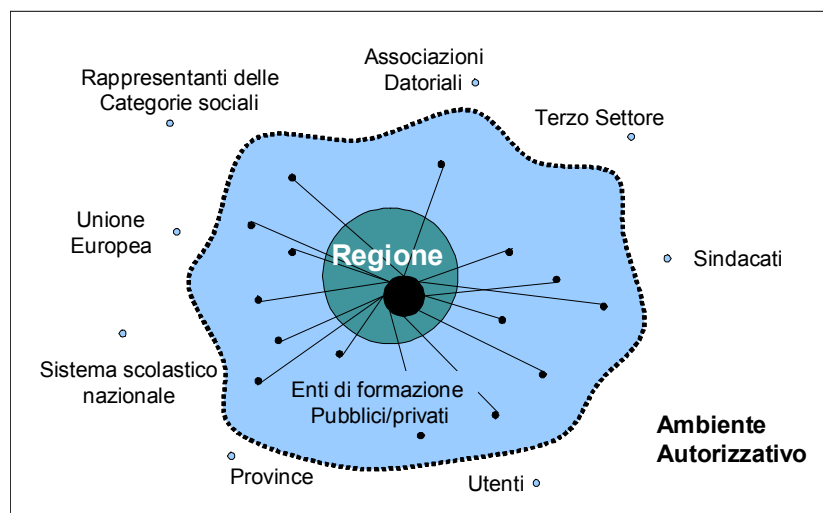 Associazioni
Datoriali
Rappresentanti delle
Categorie sociali
Terzo Settore
Unione
Europea
Regione
Sindacati
Sistema scolastico
nazionale
Enti di formazione
Pubblici/privati
Ambiente
Autorizzativo
Province
Utenti